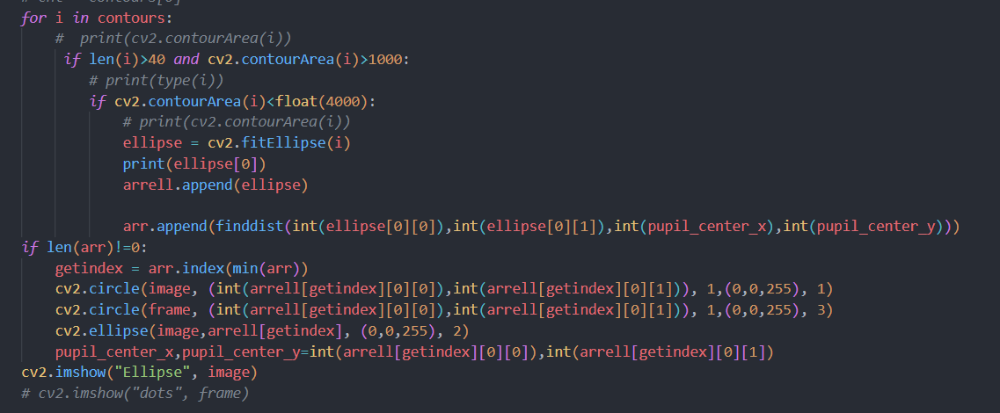 # cnt = contours[0]
for i in contours:
#  print(cv2.contourArea(i))
if len(i)>40 and cv2.contourArea(i)>1000:
# print(type(i))
if cv2.contourArea(i)<float(4000):
# print(cv2.contourArea(i))
ellipse = cv2.fitEllipse(i)
print(ellipse[0])
arrell.append(ellipse)
arr.append(finddist(int(ellipse[0][0]),int(ellipse[0][1]),int(pupil_center_x),int(pupil_center_y)))
if len(arr)!=0:
getindex = arr.index(min(arr))
cv2.circle(image, (int(arrell[getindex][0][0]),int(arrell[getindex][0][1])), 1,(0,0,255), 1)
cv2.circle(frame, (int(arrell[getindex][0][0]),int(arrell[getindex][0][1])), 1,(0,0,255), 3)
cv2.ellipse(image,arrell[getindex], (0,0,255), 2)
pupil_center_x,pupil_center_y=int(arrell[getindex][0][0]),int(arrell[getindex][0][1])
cv2.imshow("Ellipse", image)
# cv2.imshow("dots", frame)